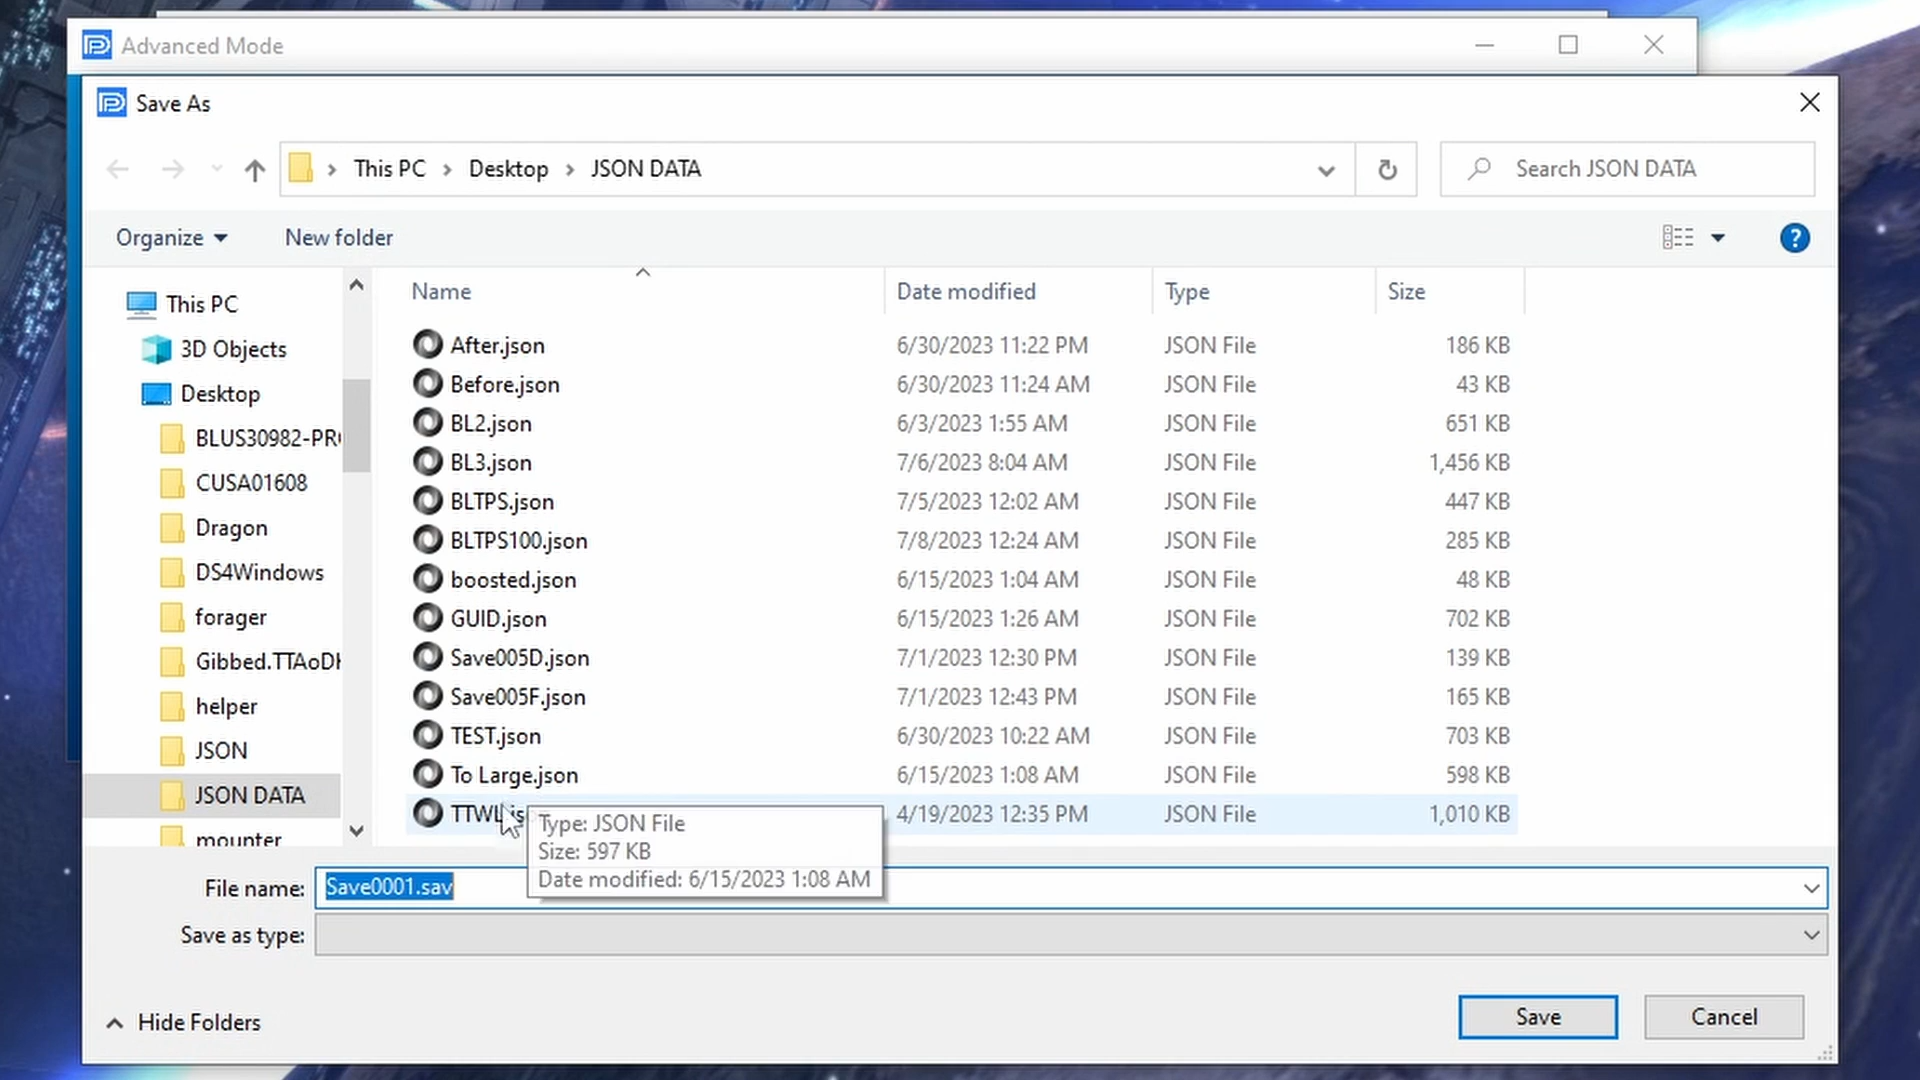 Advanced Mode
Save As
This PC > Desktop > JSON DATA
Search JSON DATA
Organize
New folder
?
Name
Date modified
Type
Size
This PC
3D Objects
Desktop
BLUS30982-PR
CUSA01608
Dragon
DS4Windows
forager
Gibbed.TTAoD
helper
JSON
JSON DATA
mounter
After.json 6/30/2023 11:22 PM JSON File 186 KB
Before.json 6/30/2023 11:24 AM JSON File 43 KB
BL2.json 6/3/2023 1:55 AM JSON File 651 KB
BL3.json 7/6/2023 8:04 AM JSON File 1,456 KB
BLTPS.json 7/5/2023 12:02 AM JSON File 447 KB
BLTPS100.json 7/8/2023 12:24 AM JSON File 285 KB
boosted.json 6/15/2023 1:04 AM JSON File 48 KB
GUID.json 6/15/2023 1:26 AM JSON File 702 KB
Save005D.json 7/1/2023 12:30 PM JSON File 139 KB
Save005F.json 7/1/2023 12:43 PM JSON File 165 KB
TEST.json 6/30/2023 10:22 AM JSON File 703 KB
To Large.json 6/15/2023 1:08 AM JSON File 598 KB
TTWL.js 4/19/2023 12:35 PM JSON File 1,010 KB
Type: JSON File
Size: 597 KB
Date modified: 6/15/2023 1:08 AM
File name: Save0001.sav
Save as type:
Hide Folders
Save
Cancel